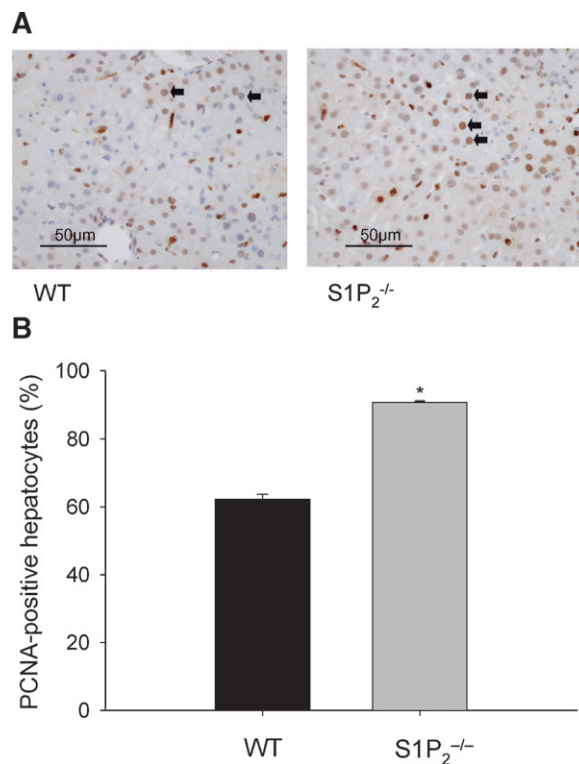 A
50µm
50µm
WT
S1P₂⁻/⁻
B
PCNA-positive hepatocytes (%)
100
80
60
40
20
0
*
WT
S1P₂⁻/⁻